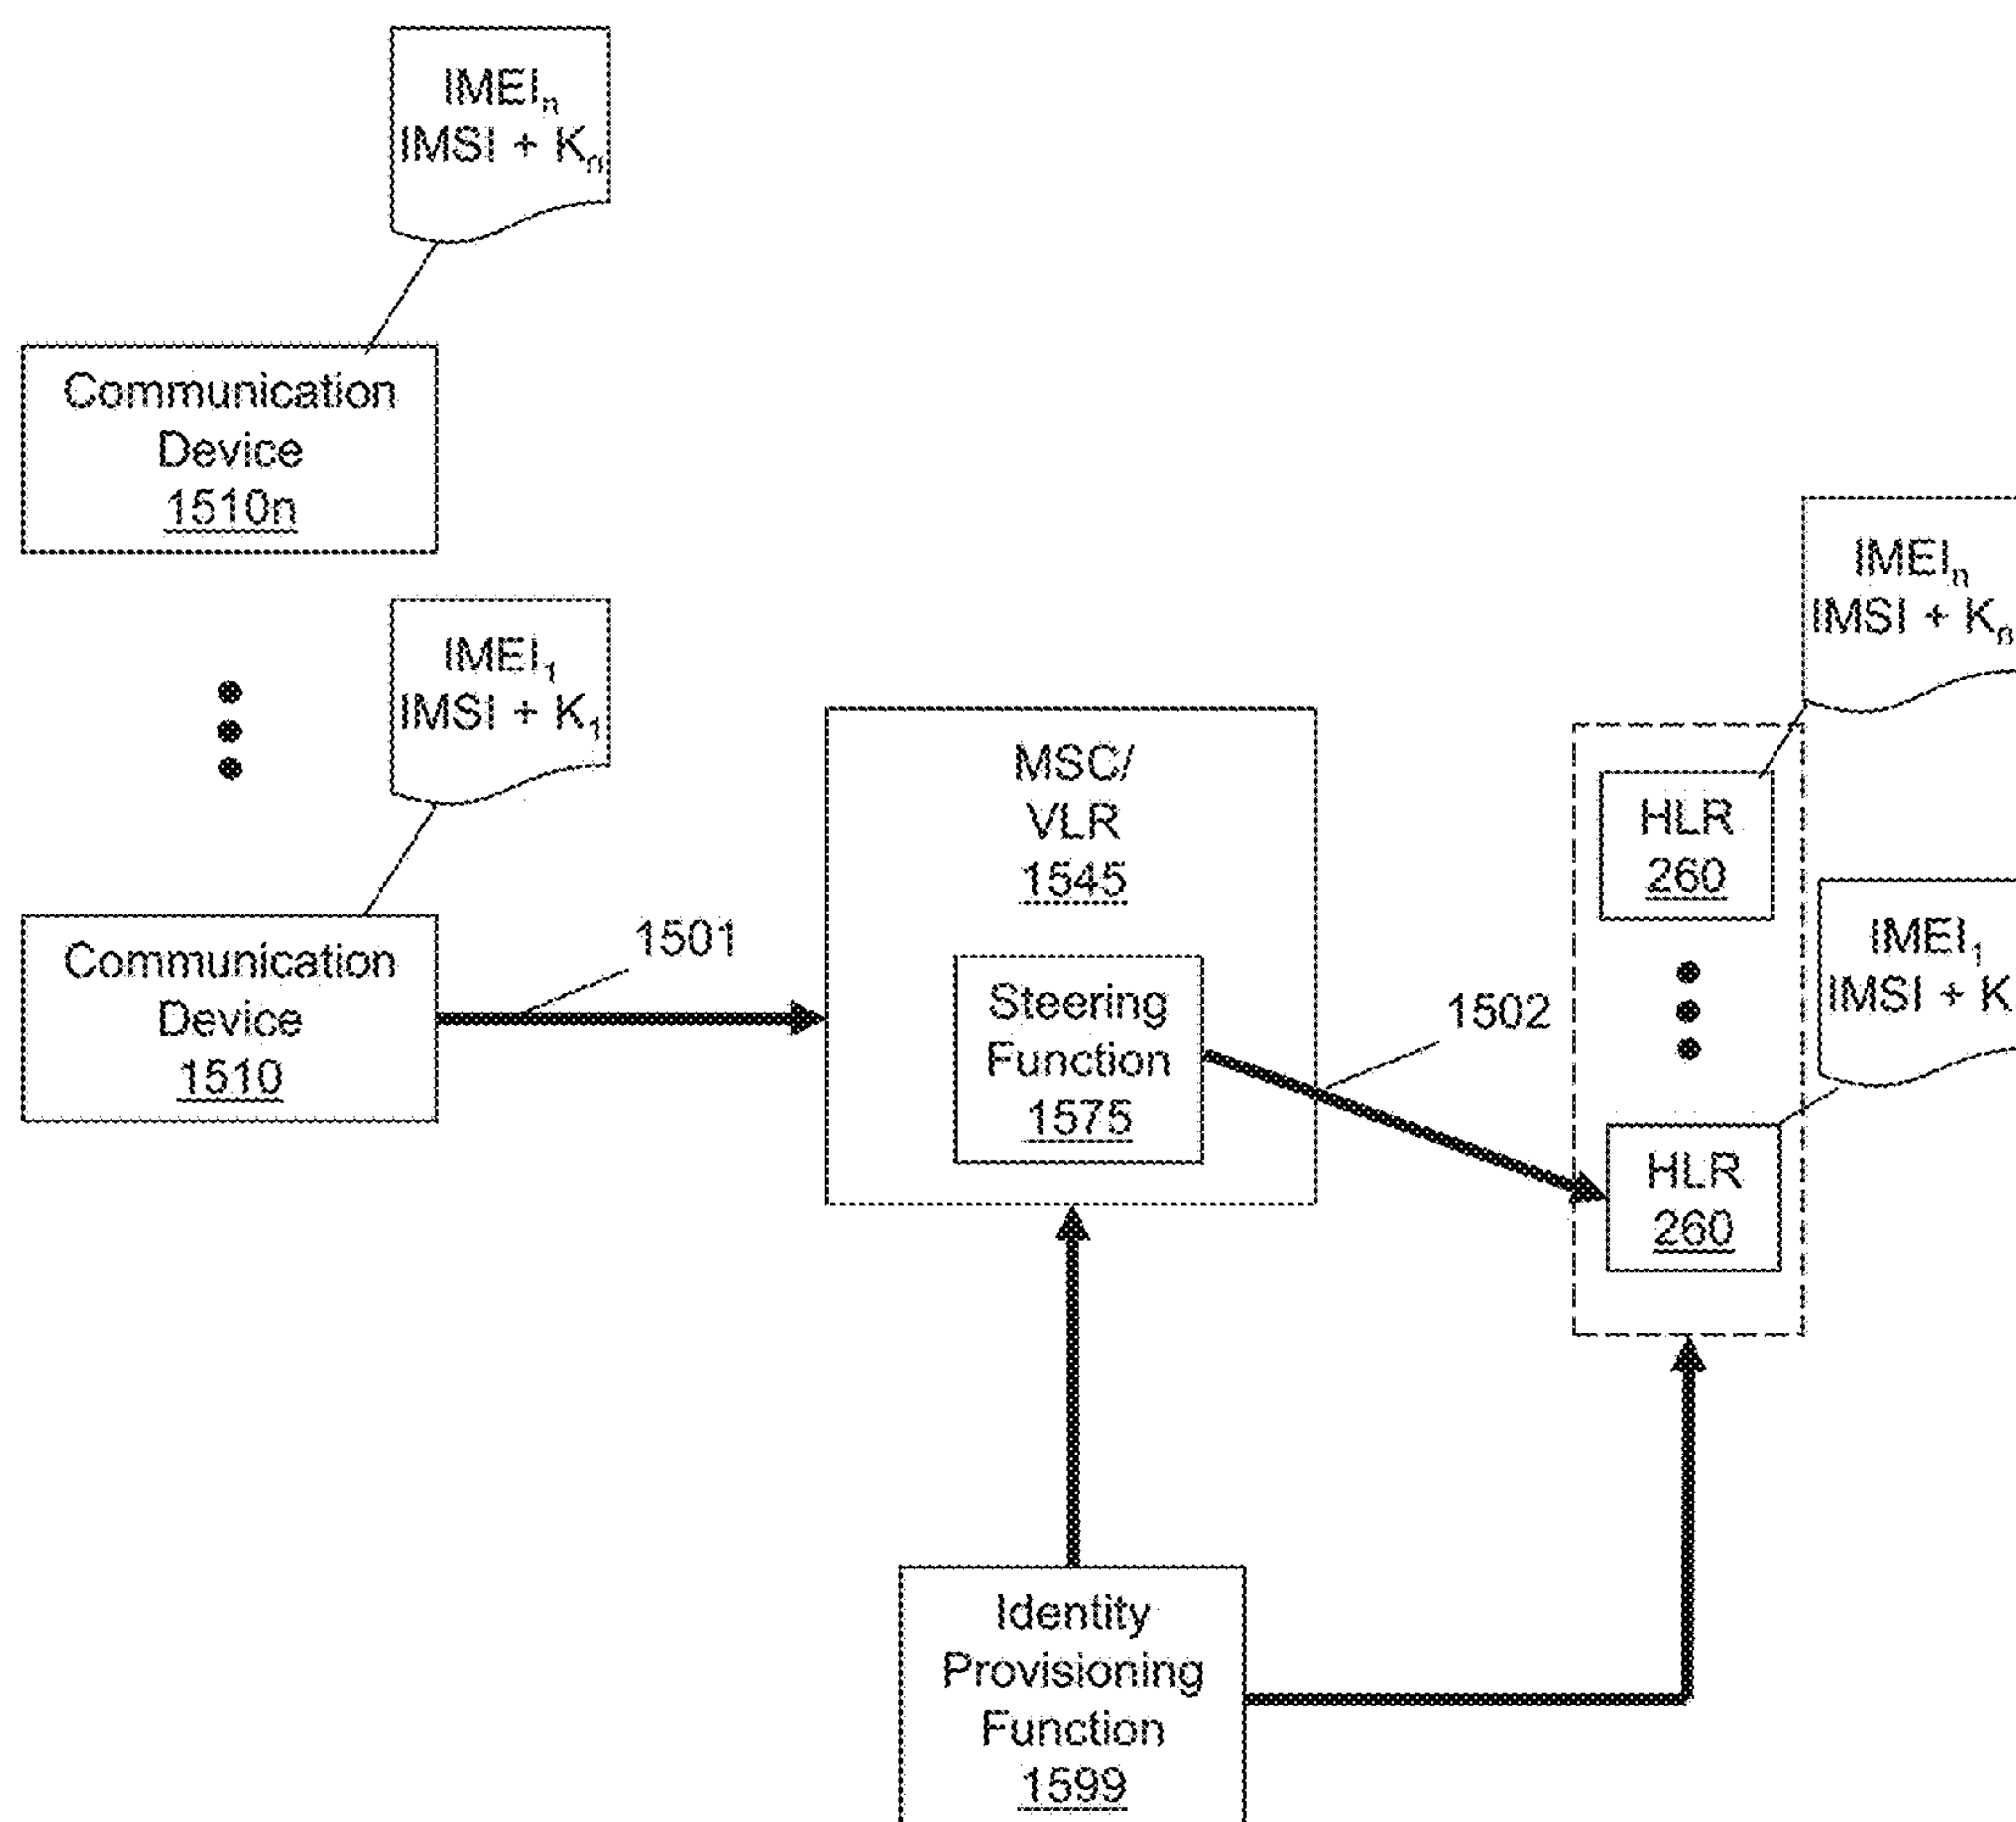 IMEIn
IMSI + Kn
Communication
Device
1510n
IMEI1
IMSI + K1
Communication
Device
1510
1501
MSC/
VLR
1545
Steering
Function
1575
1502
IMEIn
IMSI + Kn
HLR
260
IMEI1
IMSI + K
HLR
260
Identity
Provisioning
Function
1599